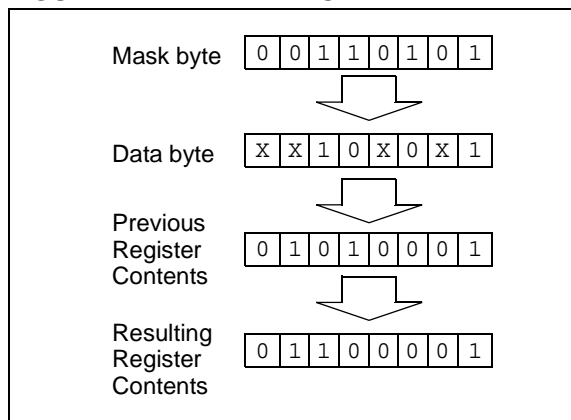 Mask byte 0 0 1 1 0 1 0 1
Data byte X X 1 0 X 0 X 1
Previous
Register 0 1 0 1 0 0 0 1
Contents
Resulting
Register 0 1 1 0 0 0 0 1
Contents